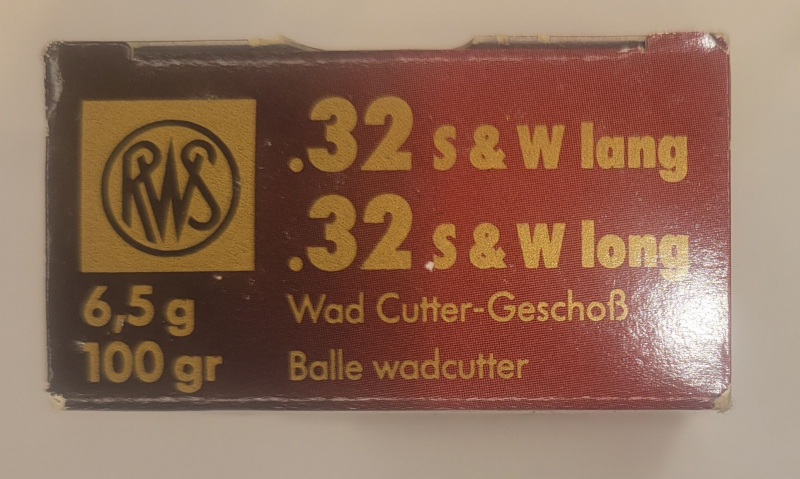 RWS
.32 S & W lang
.32 S & W long
6,5 g
100 gr
Wad Cutter-Geschoß
Balle wadcutter